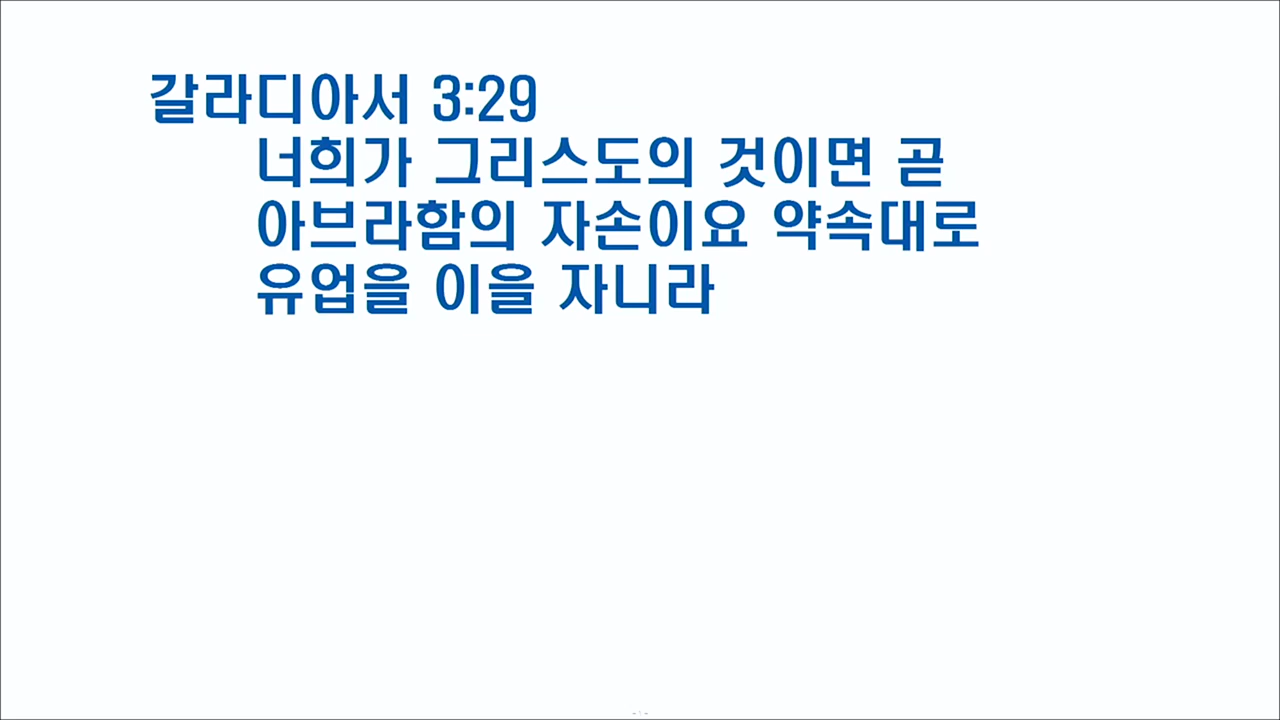 갈라디아서 3:29
너희가 그리스도의 것이면 곧
아브라함의 자손이요 약속대로
유업을 이을 자니라